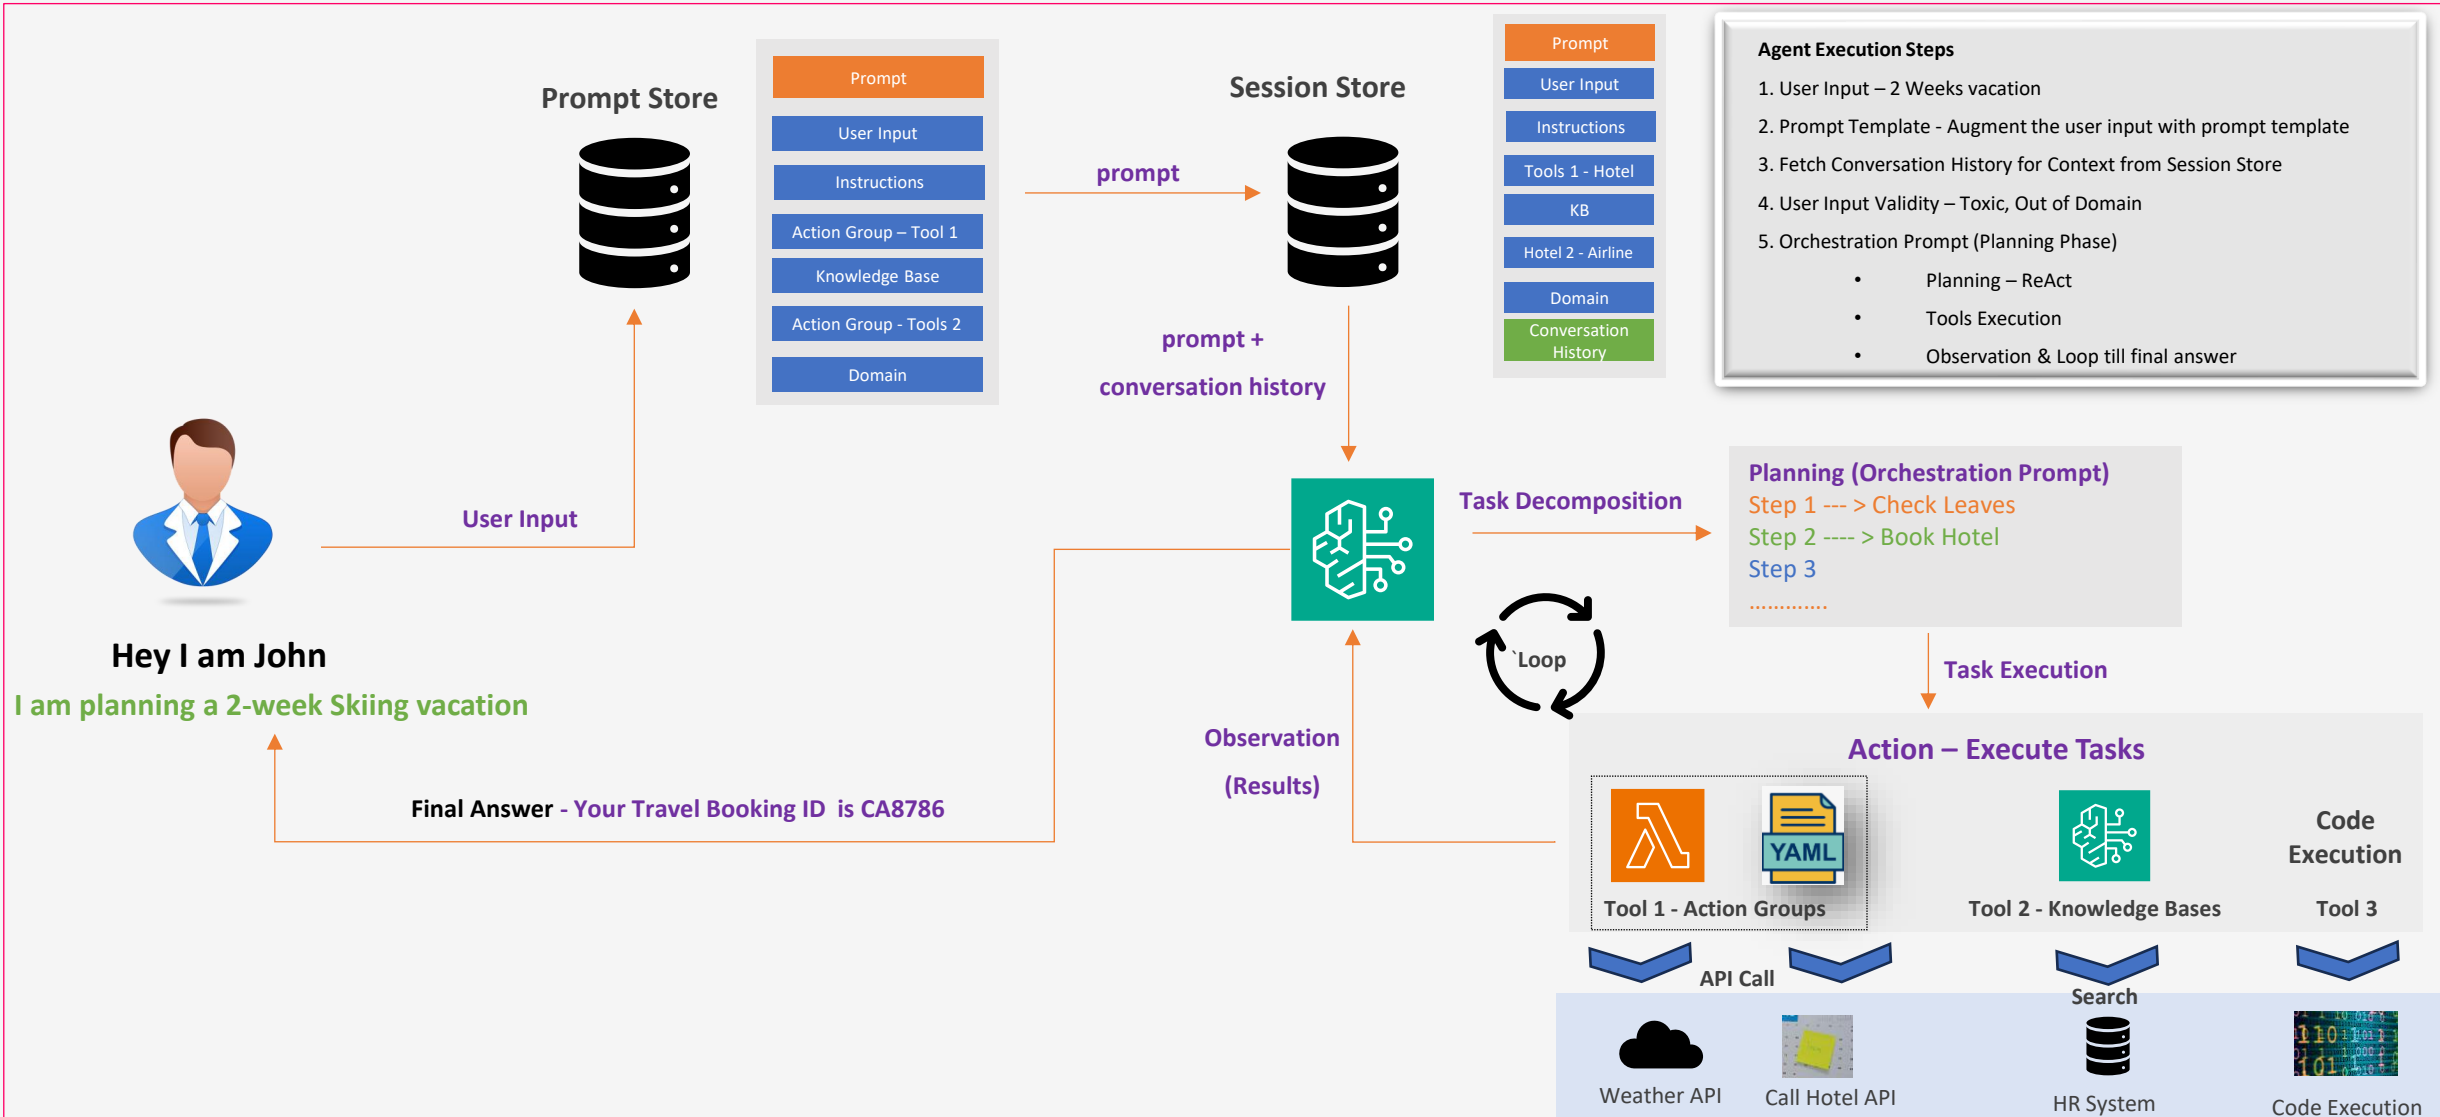 Prompt Store
Prompt
User Input
Instructions
Action Group – Tool 1
Knowledge Base
Action Group - Tools 2
Domain
prompt
Session Store
Prompt
User Input
Instructions
Tools 1 - Hotel
KB
Hotel 2 - Airline
Domain
Conversation
History
Agent Execution Steps
1. User Input – 2 Weeks vacation
2. Prompt Template - Augment the user input with prompt template
3. Fetch Conversation History for Context from Session Store
4. User Input Validity – Toxic, Out of Domain
5. Orchestration Prompt (Planning Phase)
• Planning – ReAct
• Tools Execution
• Observation & Loop till final answer
prompt +
conversation history
User Input
Hey I am John
I am planning a 2-week Skiing vacation
Task Decomposition
Planning (Orchestration Prompt)
Step 1 --- > Check Leaves
Step 2 ---- > Book Hotel
Step 3
.............
`Loop
Task Execution
Observation
(Results)
Final Answer - Your Travel Booking ID  is CA8786
Action – Execute Tasks
YAML
Code
Execution
Tool 1 - Action Groups
Tool 2 - Knowledge Bases
Tool 3
API Call
Search
Weather API
Call Hotel API
HR System
Code Execution